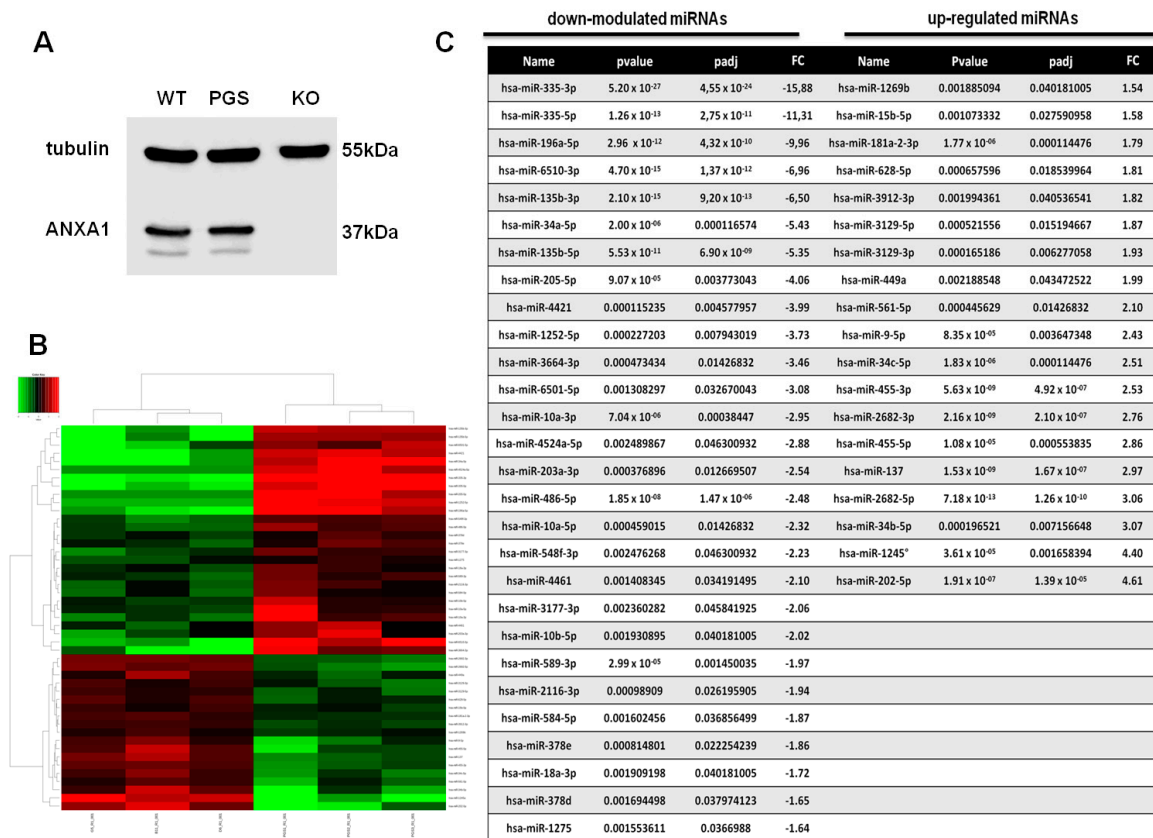 A
WT PGS KO
tubulin 55kDa
ANXA1 37kDa
B
C
down-modulated miRNAs up-regulated miRNAs
Name pvalue padj FC Name Pvalue padj FC
hsa-miR-335-3p 5.20 x 10-27 4,55 x 10-24 -15,88 hsa-miR-1269b 0.001885094 0.040181005 1.54
hsa-miR-335-5p 1.26 x 10-13 2,75 x 10-11 -11,31 hsa-miR-15b-5p 0.001073332 0.027590958 1.58
hsa-miR-196a-5p 2.96 x 10-12 4,32 x 10-10 -9,96 hsa-miR-181a-2-3p 1.77 x 10-06 0.000114476 1.79
hsa-miR-6510-3p 4.70 x 10-15 1,37 x 10-12 -6,96 hsa-miR-628-5p 0.000657596 0.018539964 1.81
hsa-miR-135b-3p 2.10 x 10-15 9,20 x 10-13 -6,50 hsa-miR-3912-3p 0.001994361 0.040536541 1.82
hsa-miR-34a-5p 2.00 x 10-06 0.000116574 -5.43 hsa-miR-3129-5p 0.000521556 0.015194667 1.87
hsa-miR-135b-5p 5.53 x 10-11 6.90 x 10-09 -5.35 hsa-miR-3129-3p 0.000165186 0.006277058 1.93
hsa-miR-205-5p 9.07 x 10-05 0.003773043 -4.06 hsa-miR-449a 0.002188548 0.043472522 1.99
hsa-miR-4421 0.000115235 0.004577957 -3.99 hsa-miR-561-5p 0.000445629 0.01426832 2.10
hsa-miR-1252-5p 0.000227203 0.007943019 -3.73 hsa-miR-9-5p 8.35 x 10-05 0.003647348 2.43
hsa-miR-3664-3p 0.000473434 0.01426832 -3.46 hsa-miR-34c-5p 1.83 x 10-06 0.000114476 2.51
hsa-miR-6501-5p 0.001308297 0.032670043 -3.08 hsa-miR-455-3p 5.63 x 10-09 4.92 x 10-07 2.53
hsa-miR-10a-3p 7.04 x 10-06 0.00038447 -2.95 hsa-miR-2682-3p 2.16 x 10-09 2.10 x 10-07 2.76
hsa-miR-4524a-5p 0.002489867 0.046300932 -2.88 hsa-miR-455-5p 1.08 x 10-05 0.000553835 2.86
hsa-miR-203a-3p 0.000376896 0.012669507 -2.54 hsa-miR-137 1.53 x 10-09 1.67 x 10-07 2.97
hsa-miR-486-5p 1.85 x 10-08 1.47 x 10-06 -2.48 hsa-miR-2682-5p 7.18 x 10-13 1.26 x 10-10 3.06
hsa-miR-10a-5p 0.000459015 0.01426832 -2.32 hsa-miR-34b-5p 0.000196521 0.007156648 3.07
hsa-miR-548f-3p 0.002476268 0.046300932 -2.23 hsa-miR-1245° 3.61 x 10-05 0.001658394 4.40
hsa-miR-4461 0.001408345 0.034191495 -2.10 hsa-miR-202-5p 1.91 x 10-07 1.39 x 10-05 4.61
hsa-miR-3177-3p 0.002360282 0.045841925 -2.06
hsa-miR-10b-5p 0.001930895 0.040181005 -2.02
hsa-miR-589-3p 2.99 x 10-05 0.001450035 -1.97
hsa-miR-2116-3p 0.00098909 0.026195905 -1.94
hsa-miR-584-5p 0.001602456 0.036856499 -1.87
hsa-miR-378e 0.000814801 0.022254239 -1.86
hsa-miR-18a-3p 0.001909198 0.040181005 -1.72
hsa-miR-378d 0.001694498 0.037974123 -1.65
hsa-miR-1275 0.001553611 0.0366988 -1.64